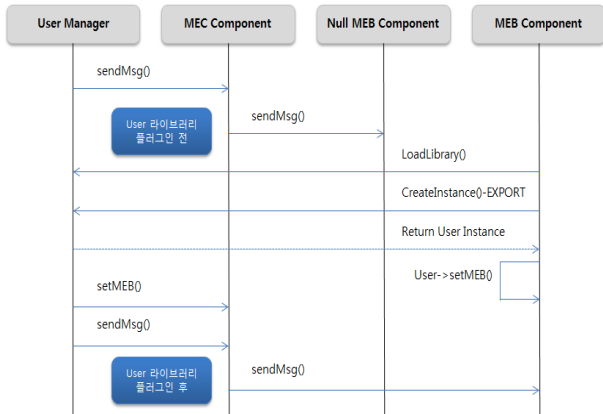 User Manager
MEC Component
Null MEB Component
MEB Component
sendMsg()
User 라이브러리
플러그인 전
sendMsg()
LoadLibrary()
CreateInstance()-EXPORT
Return User Instance
User->setMEB()
setMEB()
sendMsg()
User 라이브러리
플러그인 후
sendMsg()